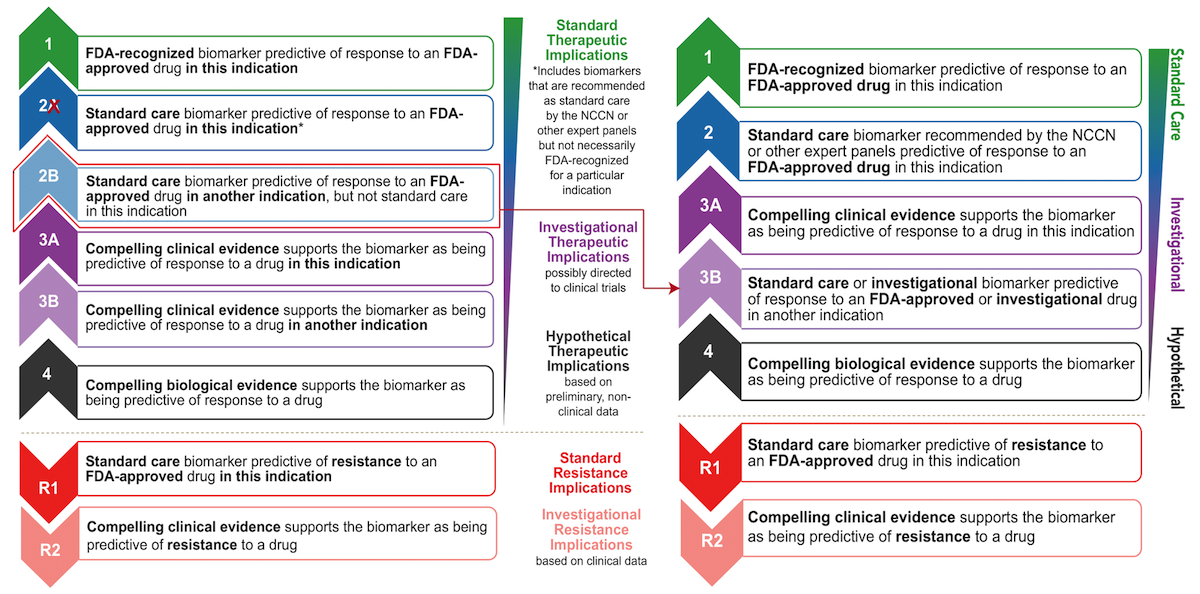 1
FDA-recognized biomarker predictive of response to an FDA-
approved drug in this indication
2X
Standard care biomarker predictive of response to an FDA-
approved drug in this indication*
2B
Standard care biomarker predictive of response to an FDA-
approved drug in another indication, but not standard care
in this indication
3A
Compelling clinical evidence supports the biomarker as being
predictive of response to a drug in this indication
3B
Compelling clinical evidence supports the biomarker as being
predictive of response to a drug in another indication
4
Compelling biological evidence supports the biomarker as
being predictive of response to a drug
R1
Standard care biomarker predictive of resistance to an
FDA-approved drug in this indication
R2
Compelling clinical evidence supports the biomarker as being
predictive of resistance to a drug
Standard
Therapeutic
Implications
*Includes biomarkers
that are recommended
as standard care
by the NCCN or
other expert panels
but not necessarily
FDA-recognized
for a particular
indication
Investigational
Therapeutic
Implications
possibly directed
to clinical trials
Hypothetical
Therapeutic
Implications
based on
preliminary, non-
clinical data
Standard
Resistance
Implications
Investigational
Resistance
Implications
based on clinical data
1
FDA-recognized biomarker predictive of response to an
FDA-approved drug in this indication
2
Standard care biomarker recommended by the NCCN
or other expert panels predictive of response to an
FDA-approved drug in this indication
3A
Compelling clinical evidence supports the biomarker
as being predictive of response to a drug in this indication
3B
Standard care or investigational biomarker predictive
of response to an FDA-approved or investigational drug
in another indication
4
Compelling biological evidence supports the biomarker
as being predictive of response to a drug
R1
Standard care biomarker predictive of resistance to
an FDA-approved drug in this indication
R2
Compelling clinical evidence supports the biomarker
as being predictive of resistance to a drug
Standard Care
Investigational
Hypothetical